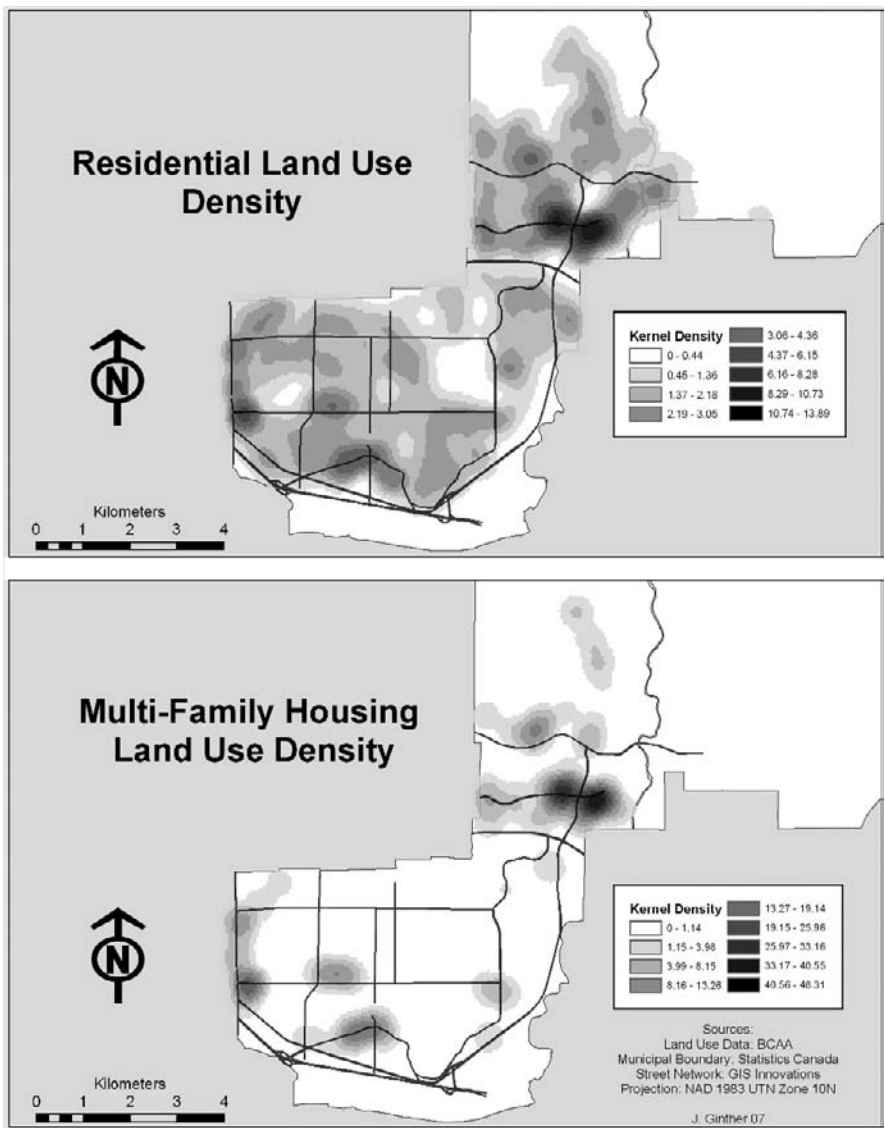 Residential Land Use
Density
N
Kilometers
0 1 2 3 4
Kernel Density
0 - 0.44
0.45 - 1.36
1.37 - 2.18
2.19 - 3.05
3.06 - 4.36
4.37 - 6.15
6.16 - 8.28
8.29 - 10.73
10.74 - 13.89
Multi-Family Housing
Land Use Density
N
Kilometers
0 1 2 3 4
Kernel Density
0 - 1.14
1.15 - 3.98
3.99 - 8.15
8.16 - 13.26
13.27 - 19.14
19.15 - 25.96
25.97 - 33.16
33.17 - 40.55
40.56 - 48.31
Sources:
Land Use Data: BCAA
Municipal Boundary: Statistics Canada
Street Network: GIS Innovations
Projection: NAD 1983 UTN Zone 10N
J. Ginther 07